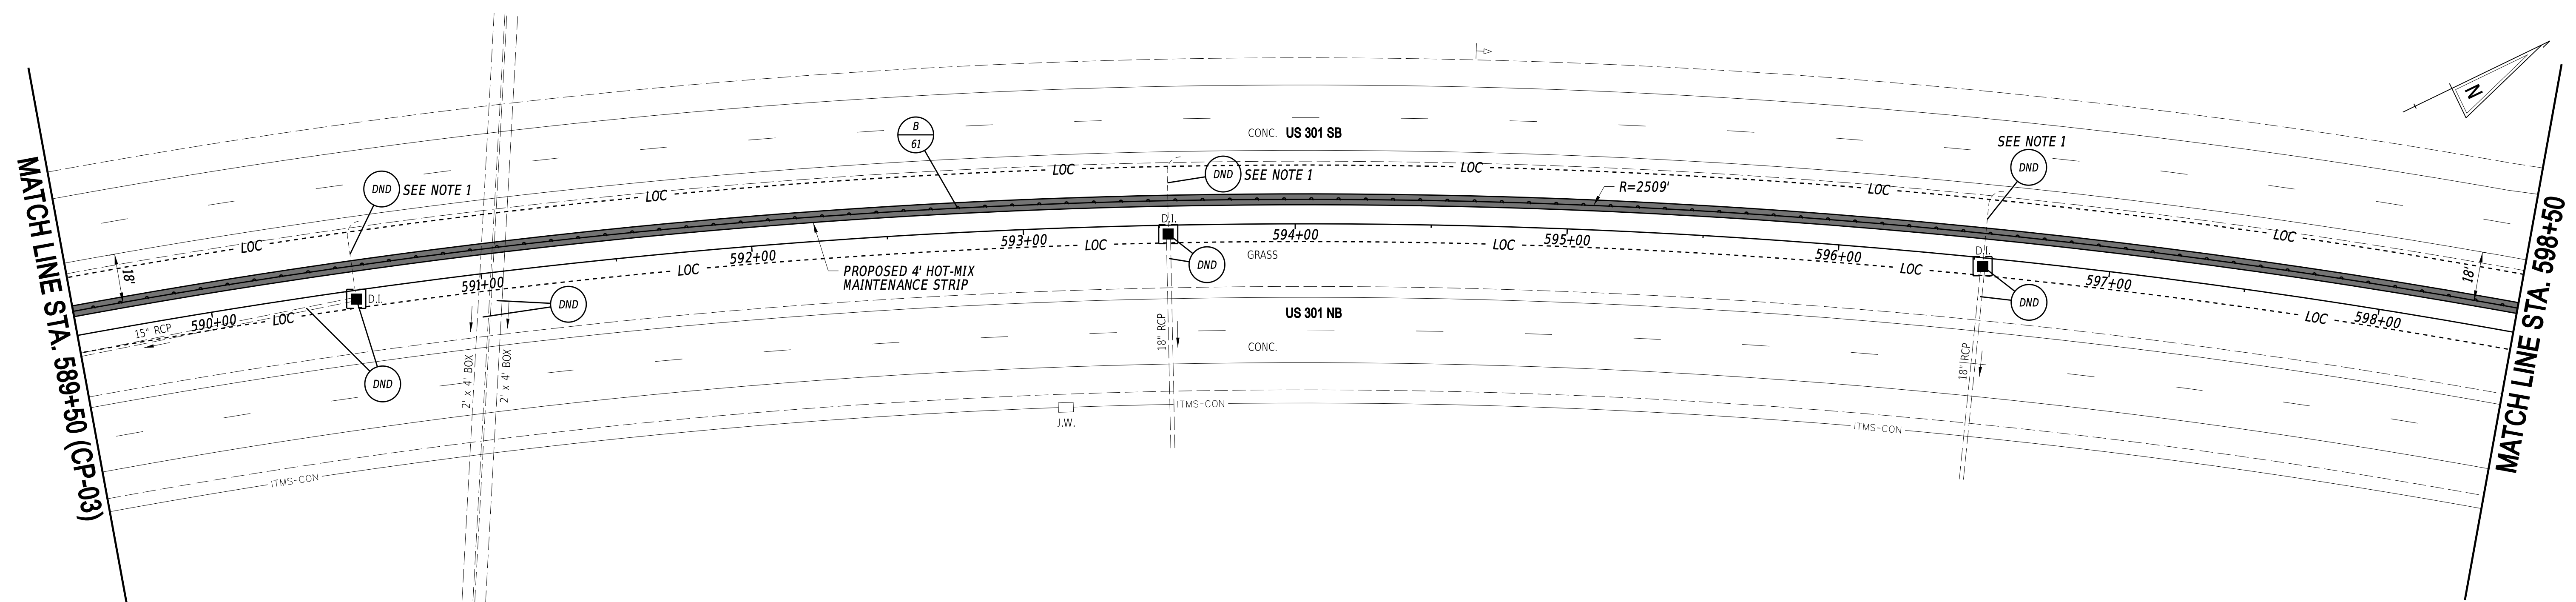 MATCH LINE STA. 589+50 (CP-03)
N
B
61
CONC. US 301 SB
SEE NOTE 1
DND
DND SEE NOTE 1
DND SEE NOTE 1
LOC
LOC
LOC
LOC
LOC
LOC
R=2509'
18'
18'
D.I.
D.I.
D.I.
590+00
591+00
592+00
593+00
594+00
595+00
596+00
597+00
598+00
LOC
LOC
LOC
LOC
LOC
LOC
GRASS
DND
DND
DND
DND
PROPOSED 4' HOT-MIX
MAINTENANCE STRIP
15" RCP
2' x 4' BOX
2' x 4' BOX
18" RCP
18" RCP
US 301 NB
CONC.
ITMS-CON
ITMS-CON
ITMS-CON
J.W.
MATCH LINE STA. 598+50